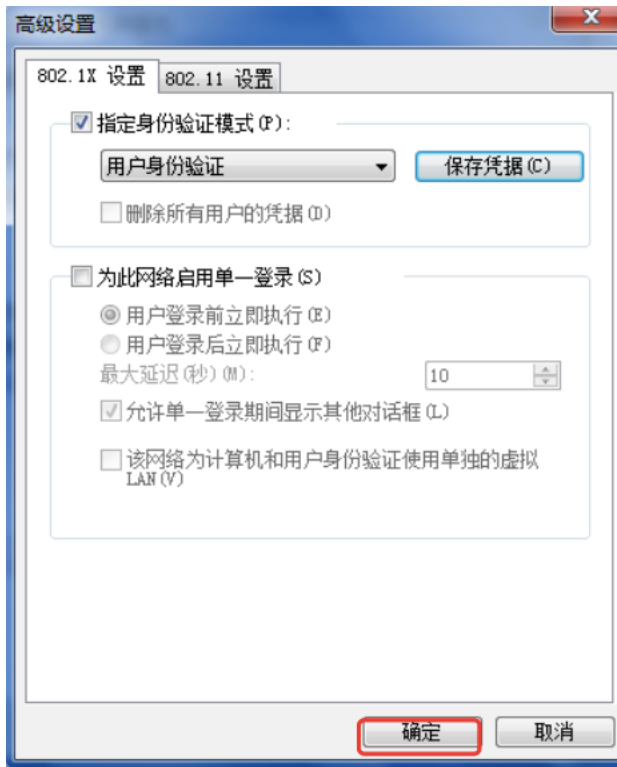 高级设置
802.1X 设置
802.11 设置
指定身份验证模式(P):
用户身份验证
保存凭据(C)
删除所有用户的凭据(D)
为此网络启用单一登录(S)
用户登录前立即执行(E)
用户登录后立即执行(F)
最大延迟(秒)(M):
10
允许单一登录期间显示其他对话框(L)
该网络为计算机和用户身份验证使用单独的虚拟
LAN(V)
确定
取消